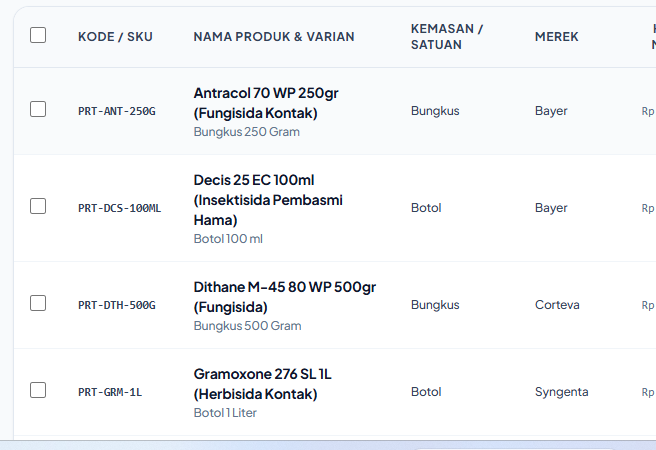 KODE / SKU
NAMA PRODUK & VARIAN
KEMASAN /
SATUAN
MEREK
PRT-ANT-250G
Antracol 70 WP 250gr
(Fungisida Kontak)
Bungkus 250 Gram
Bungkus
Bayer
Rp
PRT-DCS-100ML
Decis 25 EC 100ml
(Insektisida Pembasmi
Hama)
Botol 100 ml
Botol
Bayer
Rp
PRT-DTH-500G
Dithane M-45 80 WP 500gr
(Fungisida)
Bungkus 500 Gram
Bungkus
Corteva
Rp
PRT-GRM-1L
Gramoxone 276 SL 1L
(Herbisida Kontak)
Botol 1 Liter
Botol
Syngenta
Rp